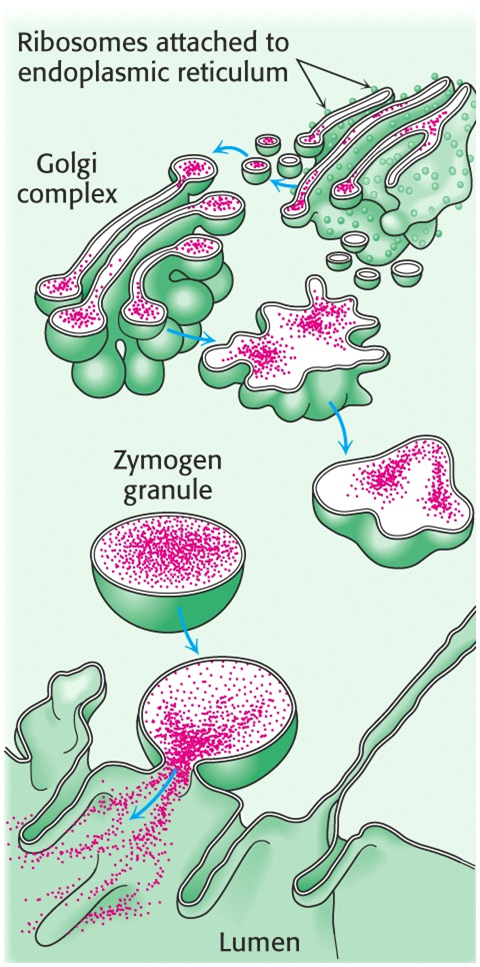 Ribosomes attached to
endoplasmic reticulum
Golgi
complex
Zymogen
granule
Lumen